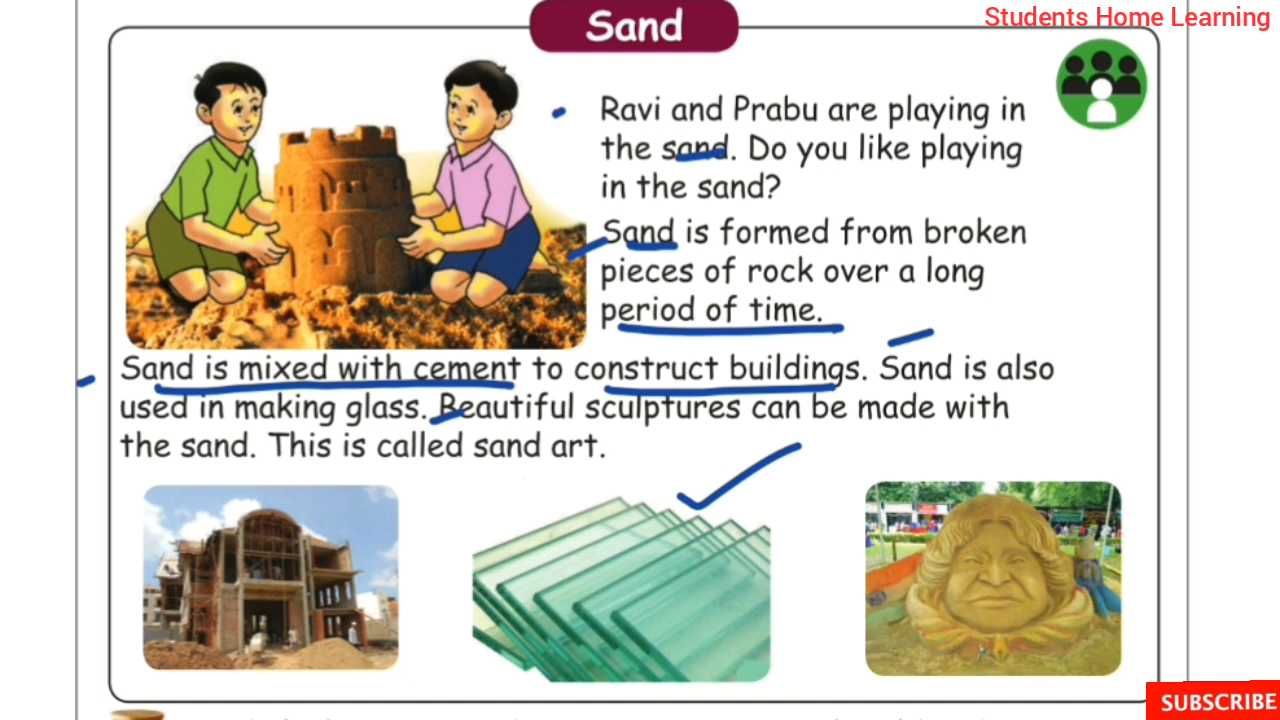 Students Home Learning
Sand
Ravi and Prabu are playing in
the sand. Do you like playing
in the sand?
Sand is formed from broken
pieces of rock over a long
period of time.
Sand is mixed with cement to construct buildings. Sand is also
used in making glass. Beautiful sculptures can be made with
the sand. This is called sand art.
SUBSCRIBE